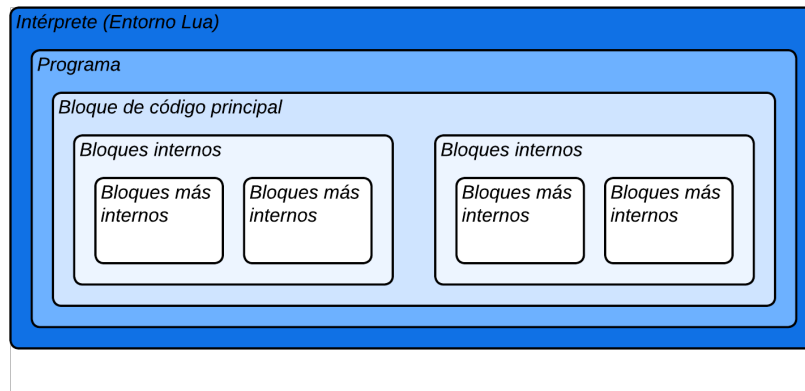 Intérprete (Entorno Lua)
Programa
Bloque de código principal
Bloques internos
Bloques más
internos
Bloques más
internos
Bloques internos
Bloques más
internos
Bloques más
internos